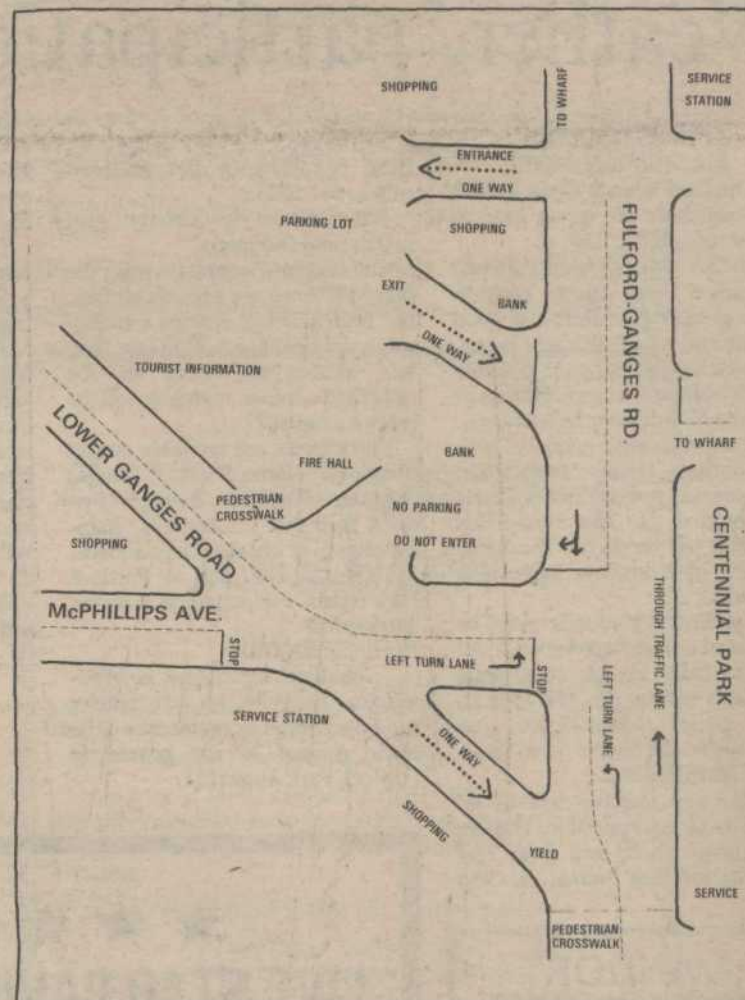 SHOPPING
TO WHARF
SERVICE
STATION
ENTRANCE
ONE WAY
PARKING LOT
SHOPPING
FULFORD-GANGES RD.
EXIT
BANK
ONE WAY
TOURIST INFORMATION
LOWER GANGES ROAD
FIRE HALL
BANK
TO WHARF
PEDESTRIAN
CROSSWALK
NO PARKING
DO NOT ENTER
SHOPPING
CENTENNIAL PARK
THROUGH TRAFFIC LANE
McPHILLIPS AVE.
STOP
LEFT TURN LANE
STOP
LEFT TURN LANE
SERVICE STATION
ONE WAY
SHOPPING
YIELD
SERVICE
PEDESTRIAN
CROSSWALK